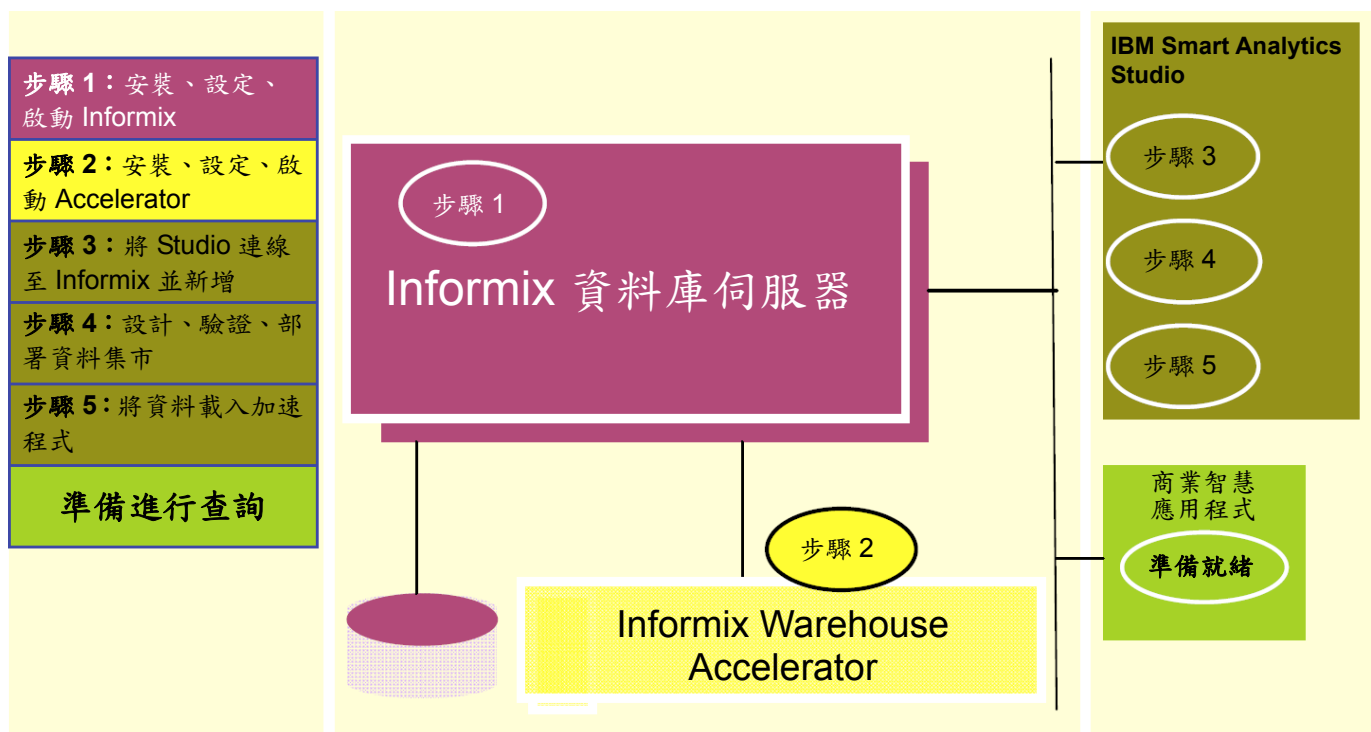 步驟 1：安裝、設定、
啟動 Informix
步驟 2：安裝、設定、啟
動 Accelerator
步驟 3：將 Studio 連線
至 Informix 並新增
步驟 4：設計、驗證、部
署資料集市
步驟 5：將資料載入加速
程式
準備進行查詢
步驟 1
Informix 資料庫伺服器
步驟 2
Informix Warehouse
Accelerator
IBM Smart Analytics
Studio
步驟 3
步驟 4
步驟 5
商業智慧
應用程式
準備就緒